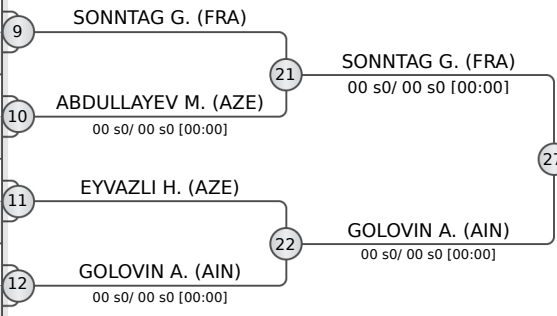 SONNTAG G. (FRA)
9
21
SONNTAG G. (FRA)
00 s0/ 00 s0 [00:00]
ABDULLAYEV M. (AZE)
10
00 s0/ 00 s0 [00:00]
27
EYVAZLI H. (AZE)
11
22
GOLOVIN A. (AIN)
00 s0/ 00 s0 [00:00]
GOLOVIN A. (AIN)
12
00 s0/ 00 s0 [00:00]